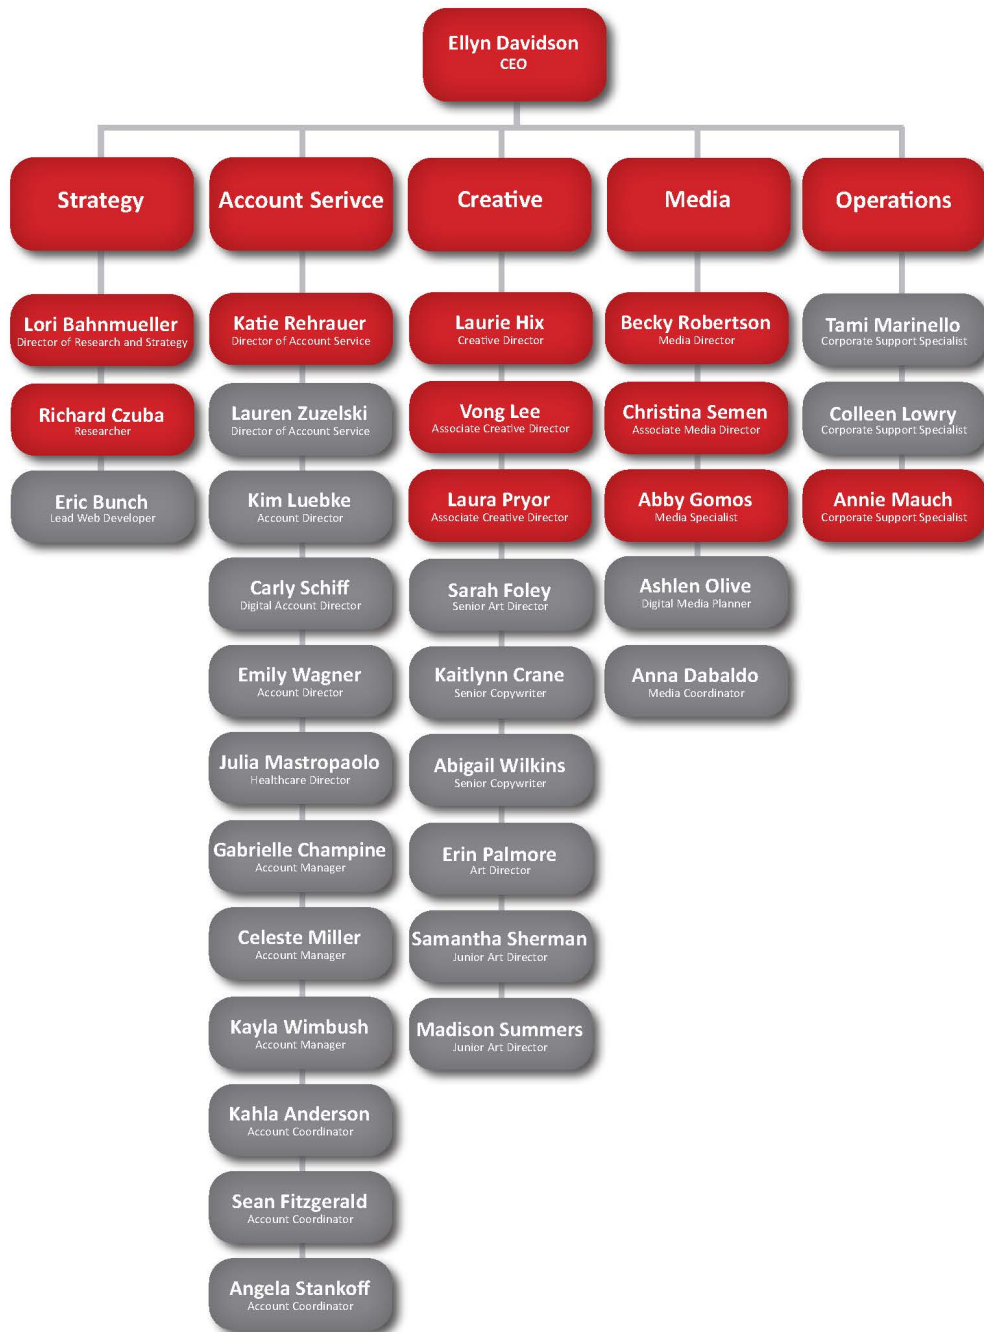 Ellyn Davidson
CEO
Strategy
Account Serivce
Creative
Media
Operations
Lori Bahnmueller
Director of Research and Strategy
Richard Czuba
Researcher
Eric Bunch
Lead Web Developer
Katie Rehrauer
Director of Account Service
Lauren Zuzelski
Director of Account Service
Kim Luebke
Account Director
Carly Schiff
Digital Account Director
Emily Wagner
Account Director
Julia Mastropaolo
Healthcare Director
Gabrielle Champine
Account Manager
Celeste Miller
Account Manager
Kayla Wimbush
Account Manager
Kahla Anderson
Account Coordinator
Sean Fitzgerald
Account Coordinator
Angela Stankoff
Account Coordinator
Laurie Hix
Creative Director
Vong Lee
Associate Creative Director
Laura Pryor
Associate Creative Director
Sarah Foley
Senior Art Director
Kaitlynn Crane
Senior Copywriter
Abigail Wilkins
Senior Copywriter
Erin Palmore
Art Director
Samantha Sherman
Junior Art Director
Madison Summers
Junior Art Director
Becky Robertson
Media Director
Christina Semen
Associate Media Director
Abby Gomos
Media Specialist
Ashlen Olive
Digital Media Planner
Anna Dabaldo
Media Coordinator
Tami Marinello
Corporate Support Specialist
Colleen Lowry
Corporate Support Specialist
Annie Mauch
Corporate Support Specialist